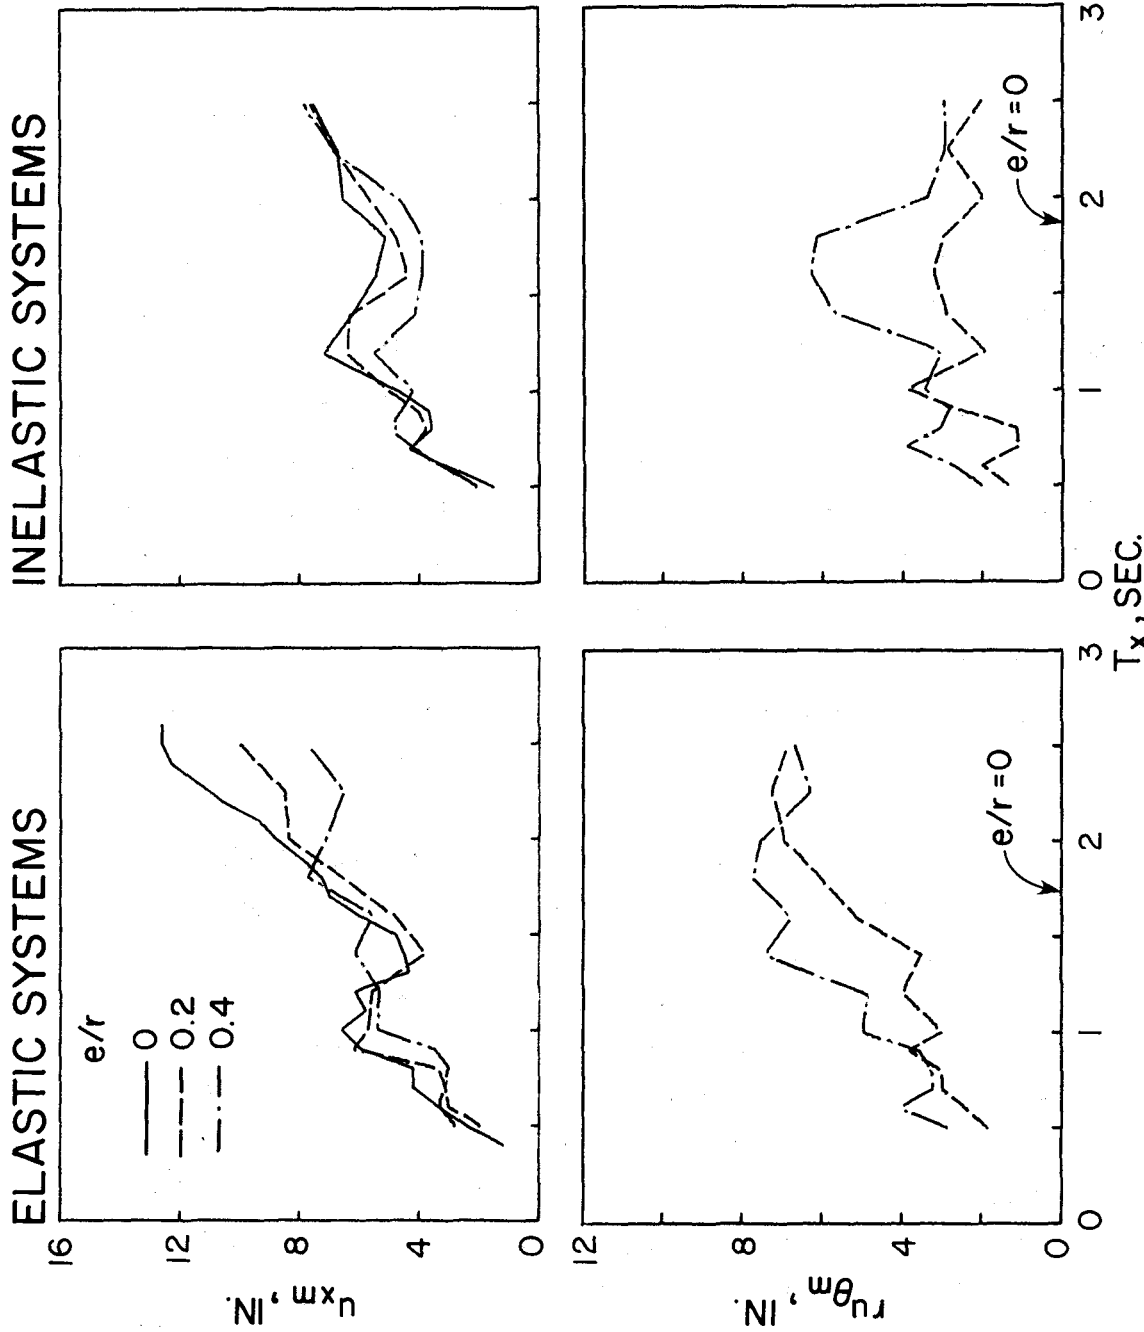 ELASTIC SYSTEMS
INELASTIC SYSTEMS
e/r
0
0.2
0.4
16
12
8
4
0
u_xm, IN.
12
8
4
0
ru_θm, IN.
e/r = 0
e/r = 0
0 1 2 3
0 1 2 3
T_x, SEC.